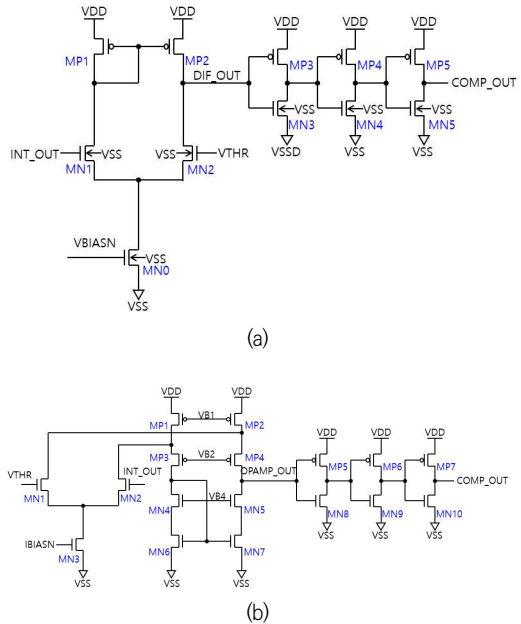 VDD VDD VDD VDD VDD
MP1 MP2 MP3 MP4 MP5
DIF_OUT COMP_OUT
VSS VSS VSS
MN3 MN4 MN5
VSSD VSS VSS
INT_OUT VSS VSS VTHR
MN1 MN2
VBIASN VSS
MN0
VSS
(a)
VDD VDD
MP1 VB1 MP2
VDD VDD VDD
MP3 VB2 MP4
MP5 MP6 MP7
VTHR INT_OUT OPAMP_OUT COMP_OUT
MN1 MN2 MN4 VB4 MN5
MN8 MN9 MN10
VSS VSS VSS
IBIASN MN6 MN7
MN3
VSS VSS VSS
(b)